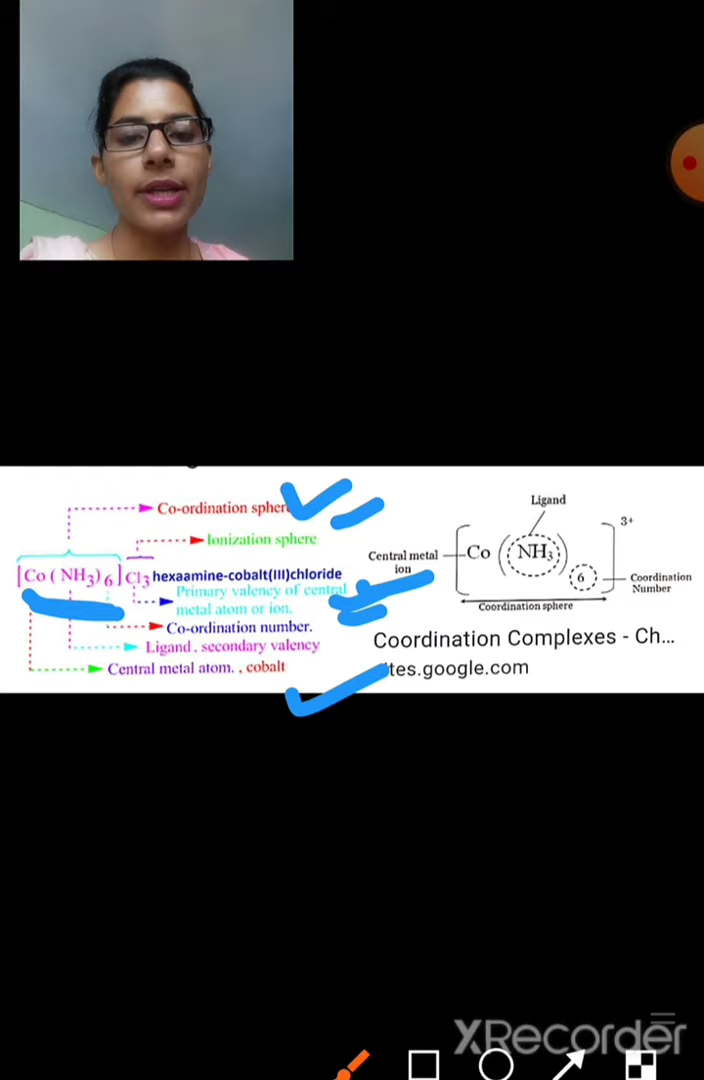 Co-ordination spher
Ionization sphere
[Co ( NH3)6] Cl3 hexaamine-cobalt(III)chloride
Primary valency of central
metal atom or ion.
Co-ordination number.
Ligand . secondary valency
Central metal atom. , cobalt
Ligand
3+
Central metal
ion
[Co (NH3) 6]
Coordination
Number
Coordination sphere
Coordination Complexes - Ch...
tes.google.com
XRecorder